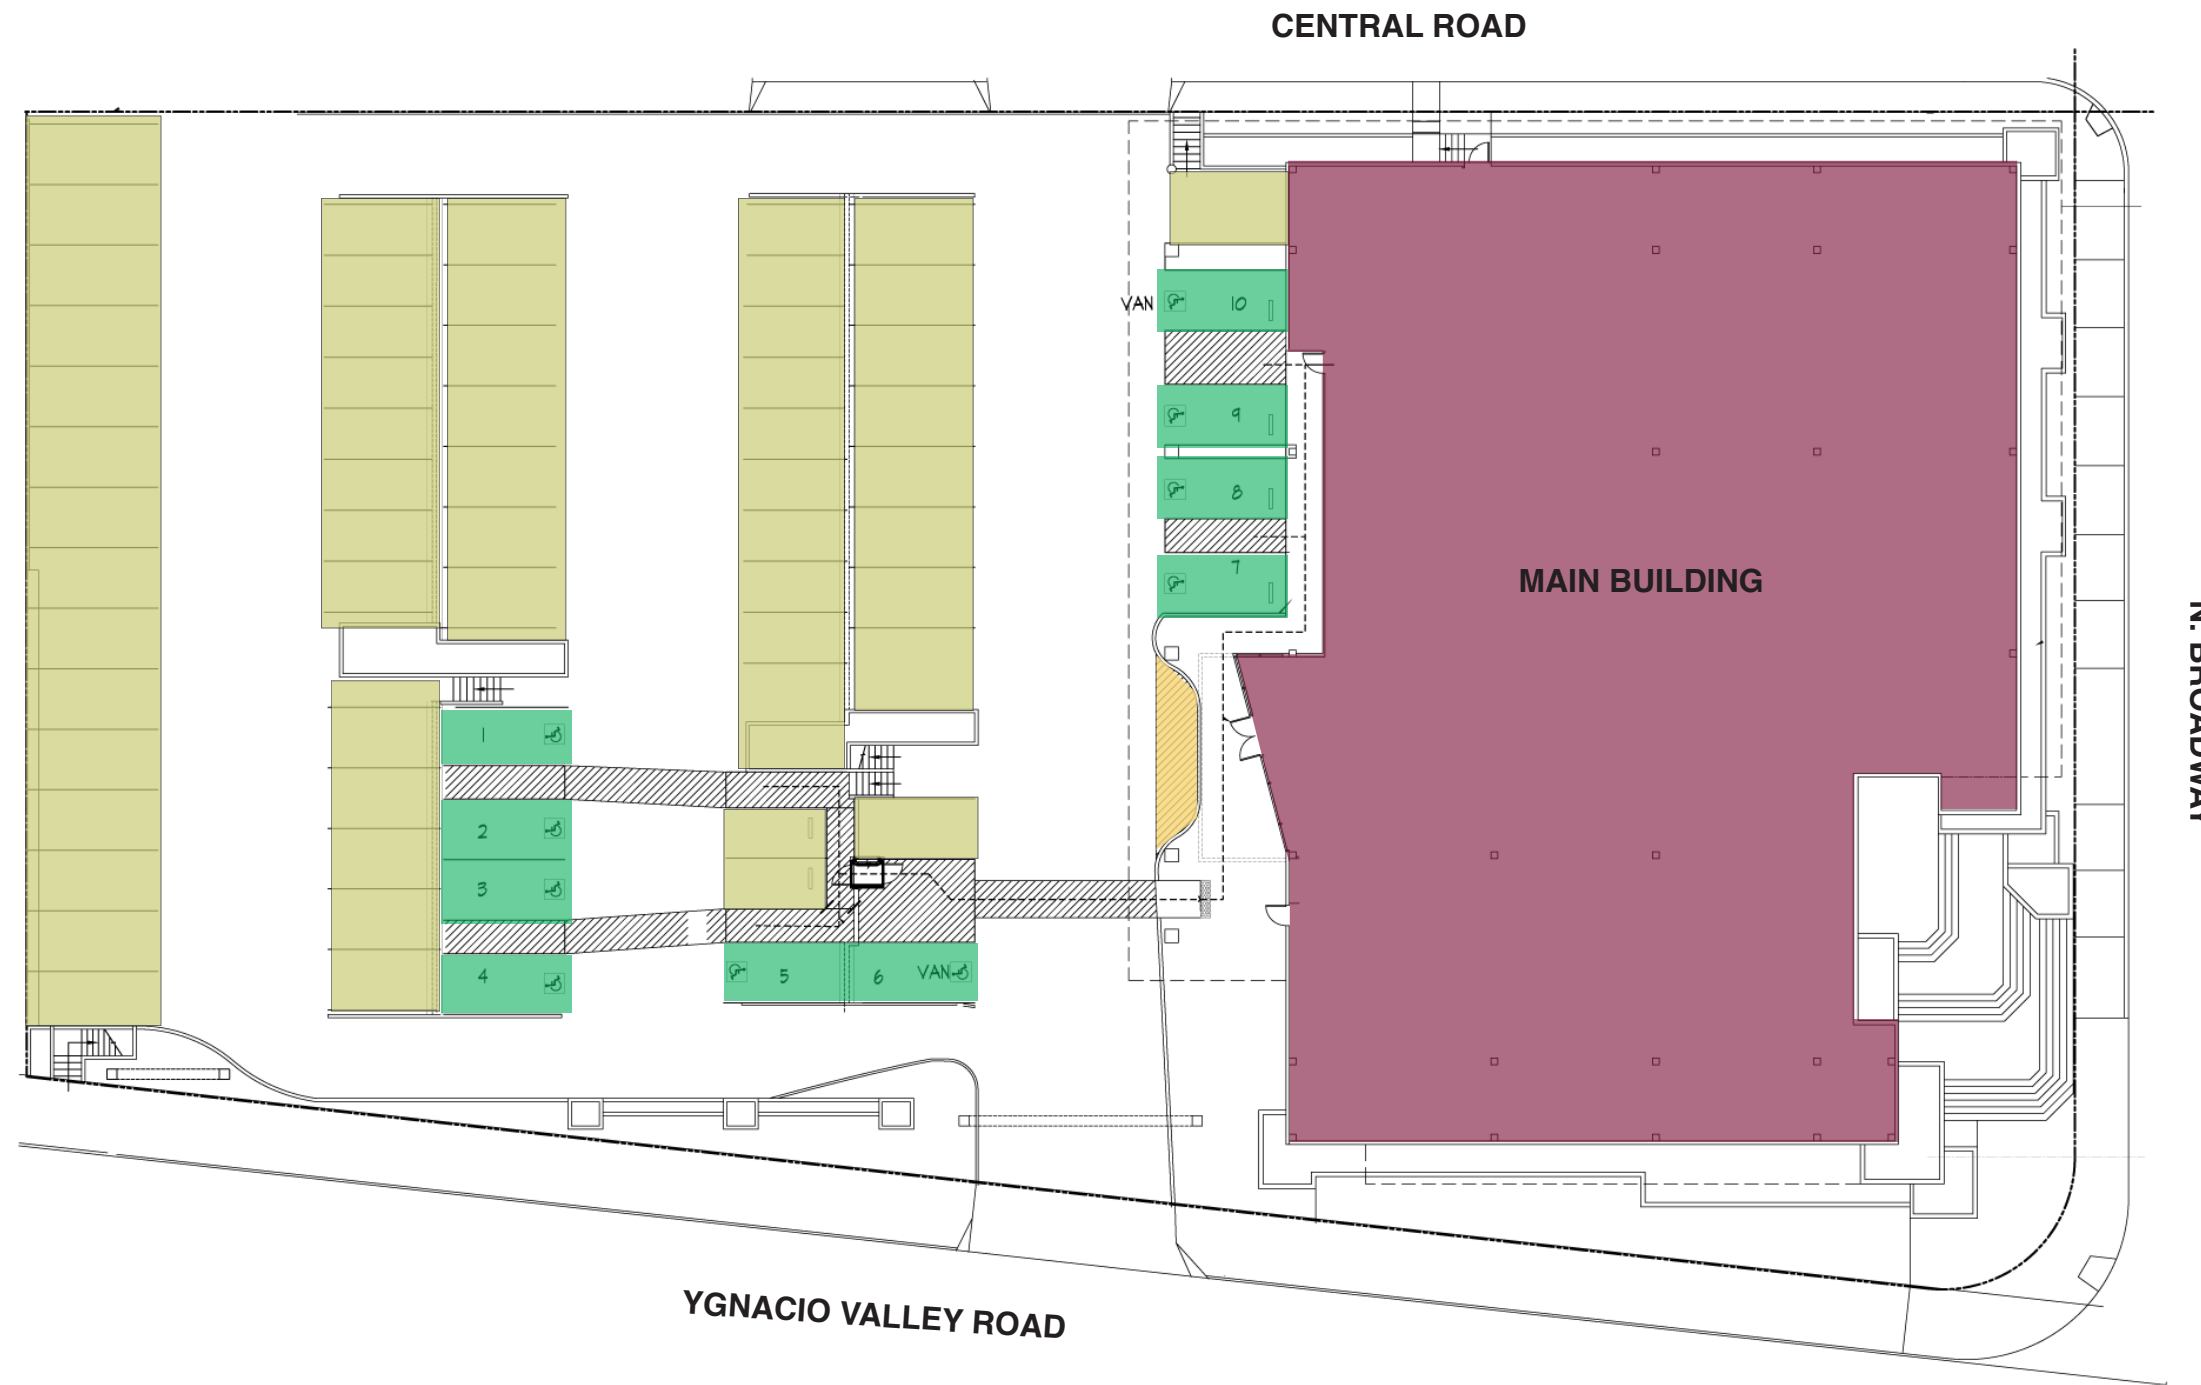 CENTRAL ROAD
VAN 10
9
8
7
MAIN BUILDING
N. BROADWAY
1
2
3
4
5 6 VAN
YGNACIO VALLEY ROAD